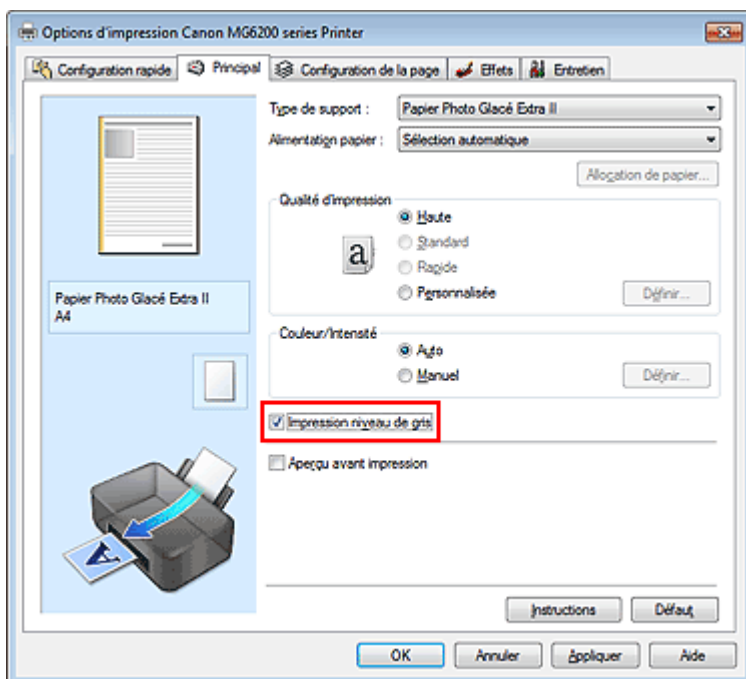 Options d'impression Canon MG6200 series Printer
Configuration rapide Principal Configuration de la page Effets Entretien
Type de support : Papier Photo Glacé Extra II
Alimentation papier : Sélection automatique
Allocation de papier...
Qualité d'impression
Haute
a Standard
Rapide
Personnalisée Définir...
Papier Photo Glacé Extra II
A4
Couleur/Intensité
Auto
Manuel Définir...
Impression niveau de gris
Aperçu avant impression
A
Instructions Défaut
OK Annuler Appliquer Aide